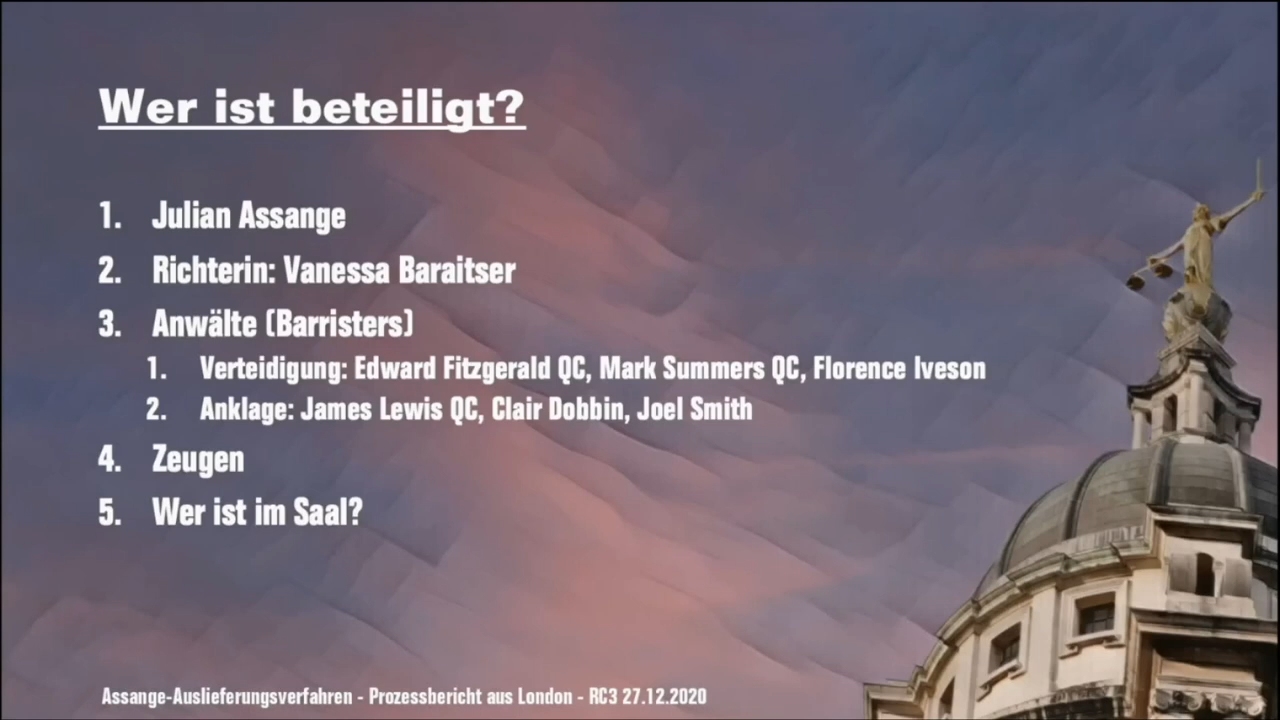 Wer ist beteiligt?
1. Julian Assange
2. Richterin: Vanessa Baraitser
3. Anwälte (Barristers)
1. Verteidigung: Edward Fitzgerald QC, Mark Summers QC, Florence Iveson
2. Anklage: James Lewis QC, Clair Dobbin, Joel Smith
4. Zeugen
5. Wer ist im Saal?
Assange-Auslieferungsverfahren - Prozessbericht aus London - RC3 27.12.2020